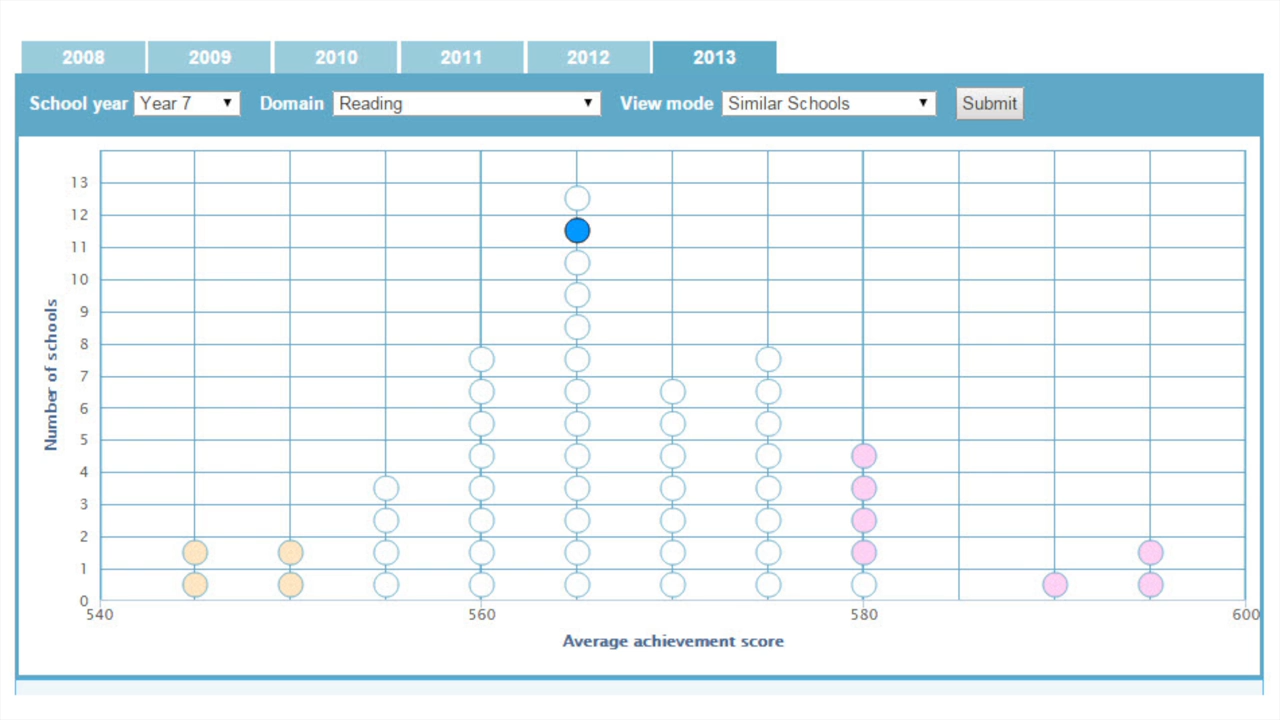 2008 2009 2010 2011 2012 2013
School year Year 7 Domain Reading View mode Similar Schools Submit
13
12
11
10
9
8
7
6
5
4
3
2
1
0
Number of schools
540 560 580 600
Average achievement score